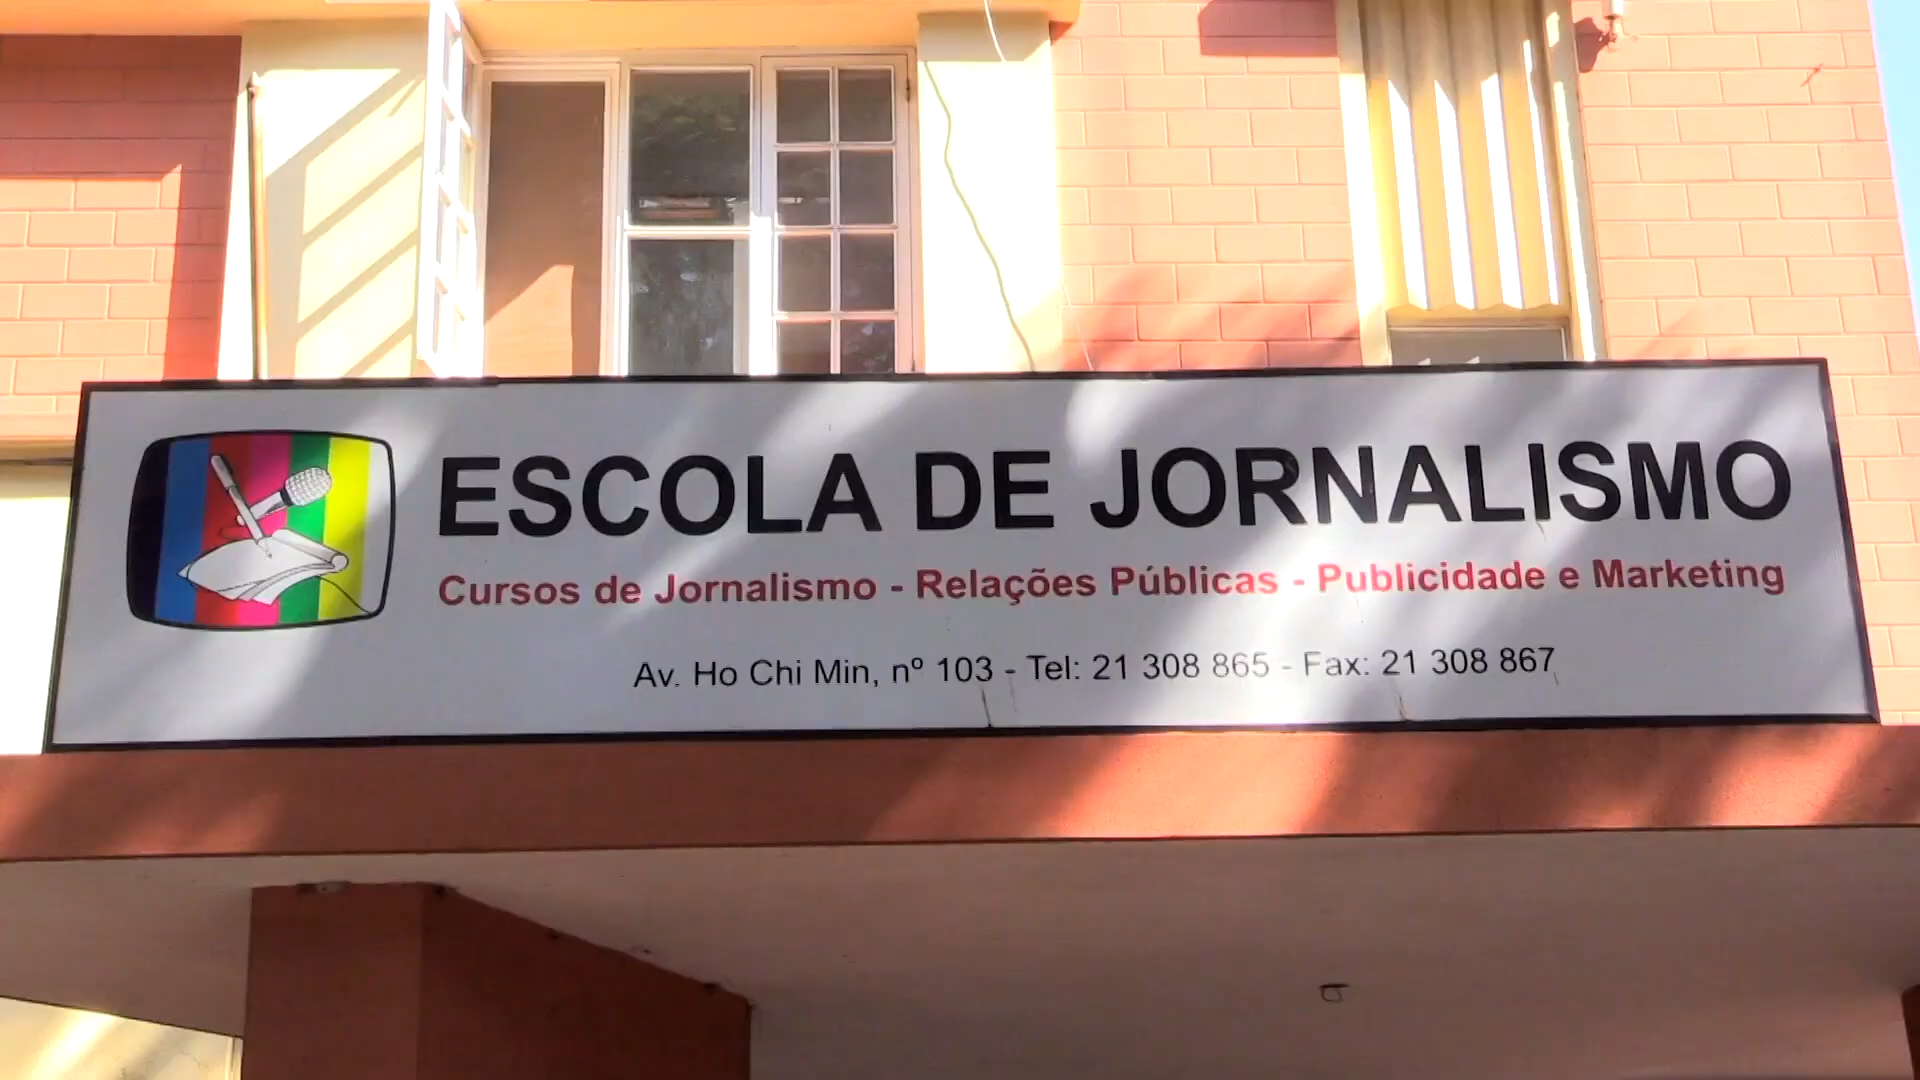 ESCOLA DE JORNALISMO
Cursos de Jornalismo - Relações Públicas - Publicidade e Marketing
Av. Ho Chi Min, nº 103 - Tel: 21 308 865 - Fax: 21 308 867